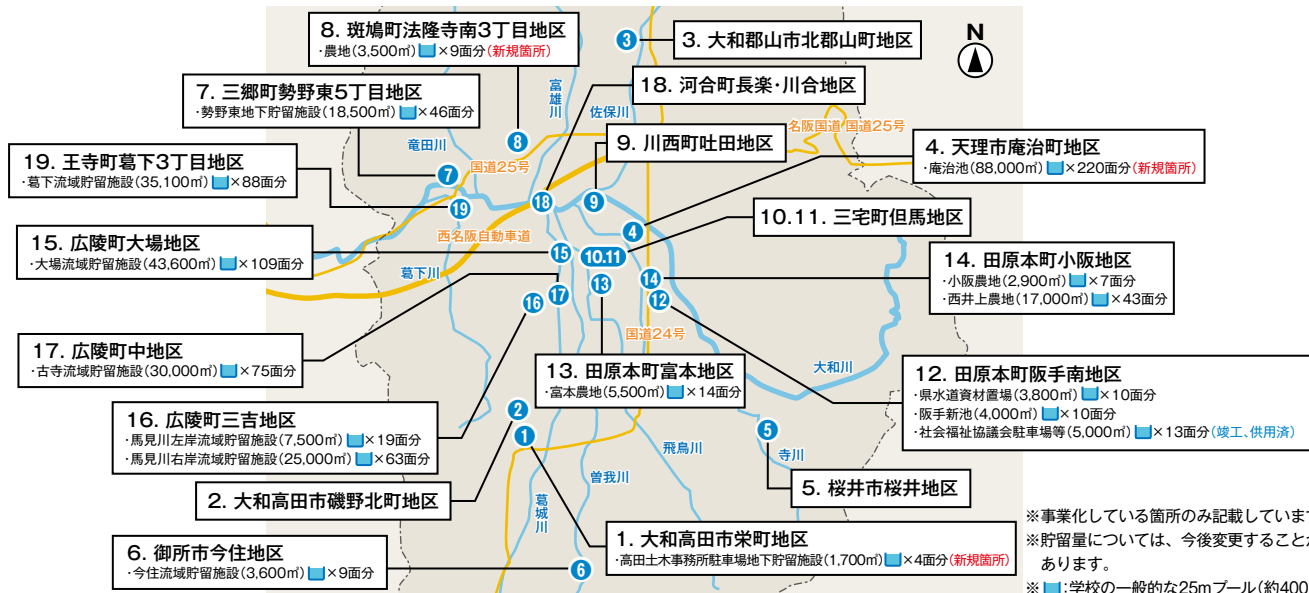 8. 斑鳩町法隆寺南3丁目地区
・農地(3,500㎥) ×9面分(新規箇所)
3
3. 大和郡山市北郡山町地区
N
7. 三郷町勢野東5丁目地区
・勢野東地下貯留施設(18,500㎥) ×46面分
富雄川
佐保川
18. 河合町長楽・川合地区
名阪国道 国道25号
竜田川
8
9. 川西町吐田地区
4. 天理市庵治町地区
・庵治池(88,000㎥) ×220面分(新規箇所)
19. 王寺町葛下3丁目地区
・葛下流域貯留施設(35,100㎥) ×88面分
国道25号
7
19
18
9
10.11. 三宅町但馬地区
4
15. 広陵町大場地区
・大場流域貯留施設(43,600㎥) ×109面分
西名阪自動車道
15
10.11
14. 田原本町小阪地区
・小阪農地(2,900㎥) ×7面分
・西井上農地(17,000㎥) ×43面分
葛下川
16
17
13
14
12
国道24号
17. 広陵町中地区
・古寺流域貯留施設(30,000㎥) ×75面分
13. 田原本町富本地区
・富本農地(5,500㎥) ×14面分
大和川
12. 田原本町阪手南地区
・県水道資材置場(3,800㎥) ×10面分
・阪手新池(4,000㎥) ×10面分
・社会福祉協議会駐車場等(5,000㎥) ×13面分(竣工、供用済)
16. 広陵町三吉地区
・馬見川左岸流域貯留施設(7,500㎥) ×19面分
・馬見川右岸流域貯留施設(25,000㎥) ×63面分
2
1
5
飛鳥川
寺川
曽我川
葛城川
2. 大和高田市磯野北町地区
5. 桜井市桜井地区
6. 御所市今住地区
・今住流域貯留施設(3,600㎥) ×9面分
6
1. 大和高田市栄町地区
・高田土木事務所駐車場地下貯留施設(1,700㎥) ×4面分(新規箇所)
※事業化している箇所のみ記載しています
※貯留量については、今後変更することが
あります。
※ :学校の一般的な25mプール(約400